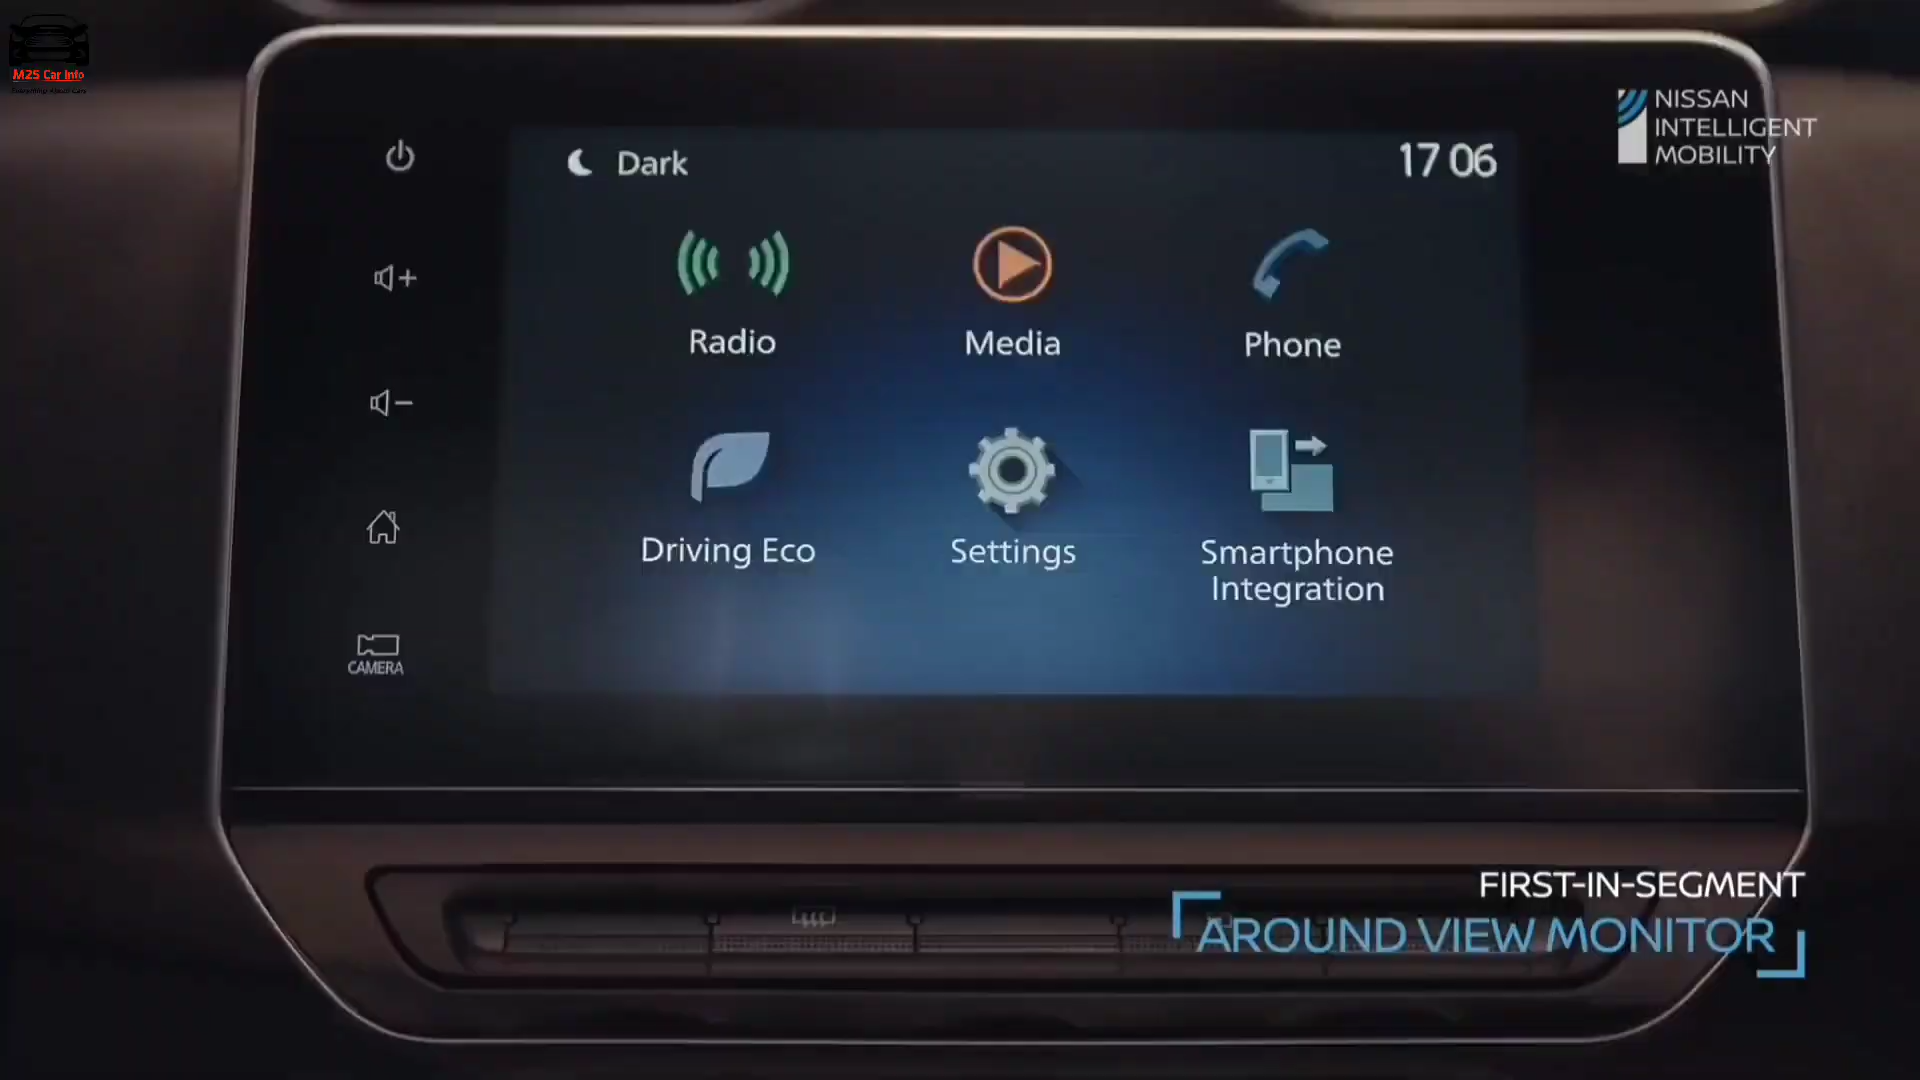 M25 Car Info
NISSAN
INTELLIGENT
MOBILITY
Dark
17 06
Radio
Media
Phone
Driving Eco
Settings
Smartphone
Integration
CAMERA
FIRST-IN-SEGMENT
AROUND VIEW MONITOR